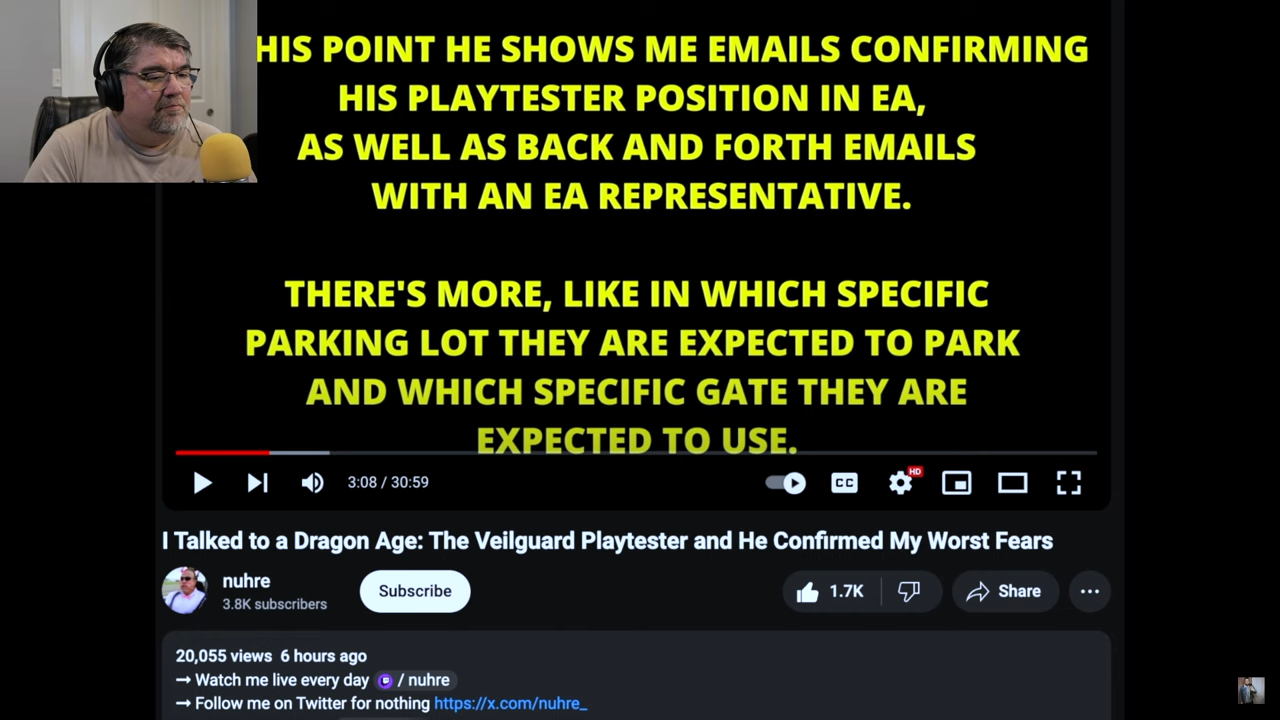 HIS POINT HE SHOWS ME EMAILS CONFIRMING
HIS PLAYTESTER POSITION IN EA,
AS WELL AS BACK AND FORTH EMAILS
WITH AN EA REPRESENTATIVE.
THERE'S MORE, LIKE IN WHICH SPECIFIC
PARKING LOT THEY ARE EXPECTED TO PARK
AND WHICH SPECIFIC GATE THEY ARE
EXPECTED TO USE.
3:08 / 30:59
CC
HD
I Talked to a Dragon Age: The Veilguard Playtester and He Confirmed My Worst Fears
nuhre
3.8K subscribers
Subscribe
1.7K
Share
20,055 views 6 hours ago
→ Watch me live every day / nuhre
→ Follow me on Twitter for nothing https://x.com/nuhre_